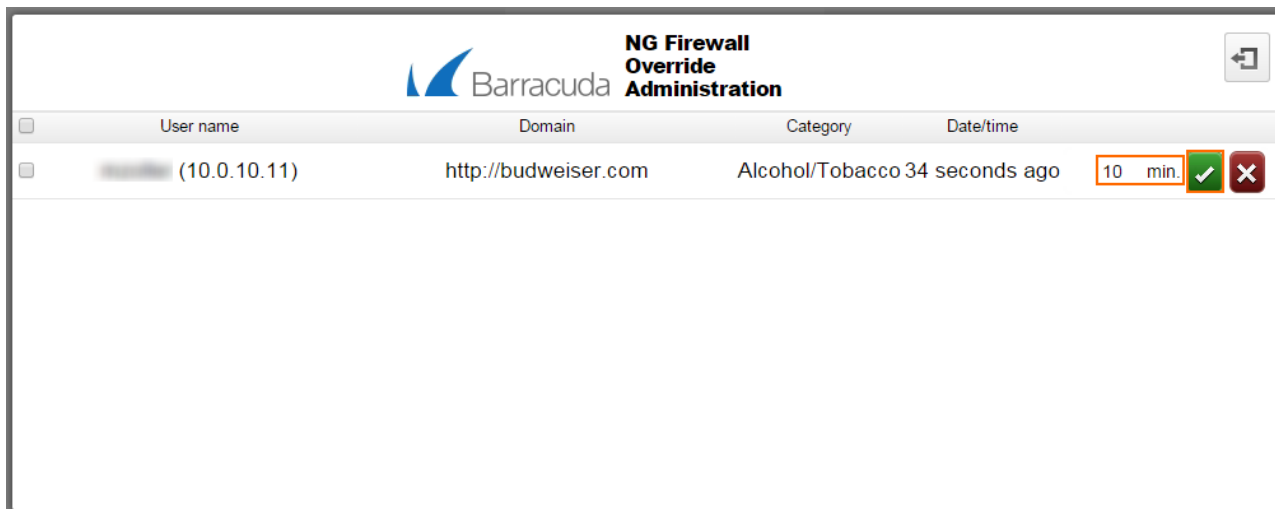 NG Firewall
Override
Barracuda Administration
User name Domain Category Date/time
(10.0.10.11) http://budweiser.com Alcohol/Tobacco 34 seconds ago 10 min.